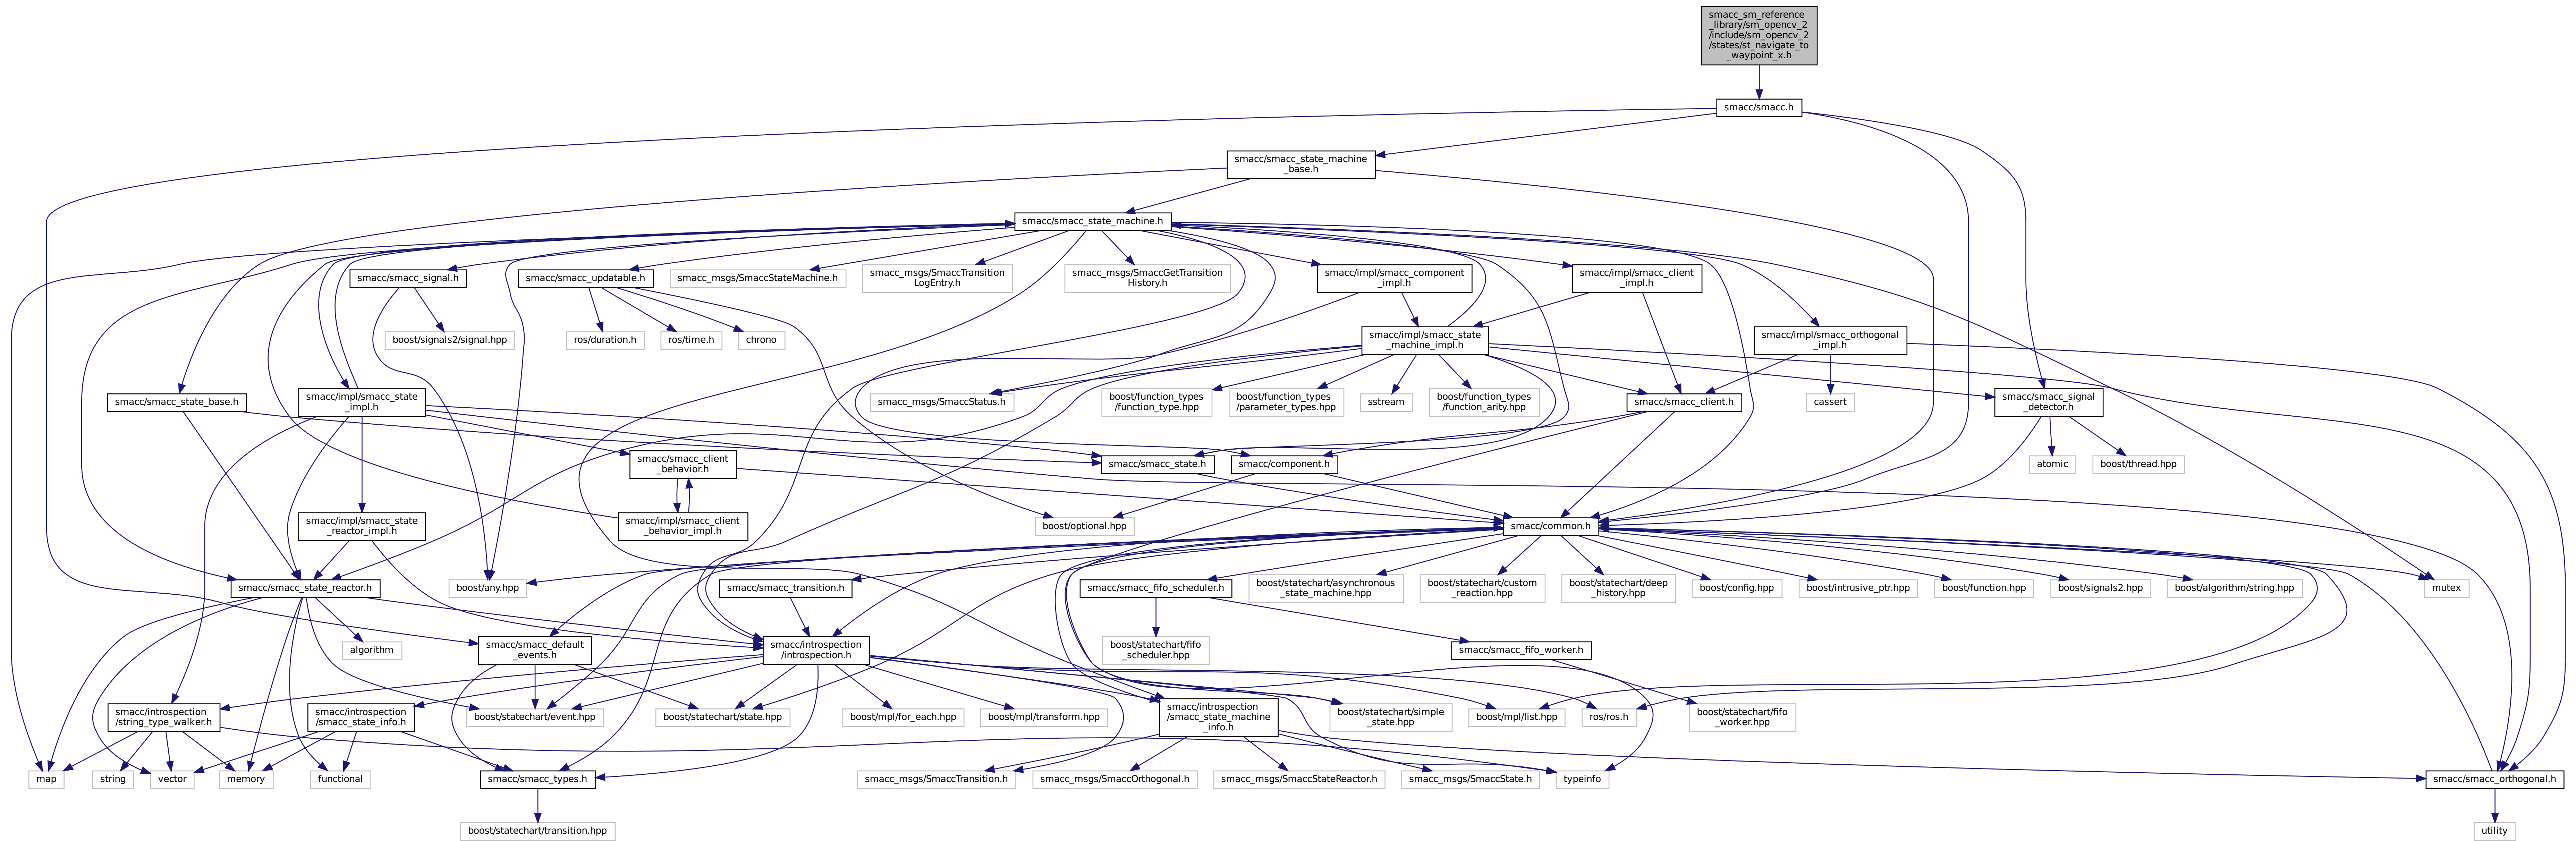 smacc_sm_reference
_library/sm_opencv_2
/include/sm_opencv_2
/states/st_navigate_to
_waypoint_x.h
smacc/smacc.h
smacc/smacc_state_machine
_base.h
smacc/smacc_state_machine.h
smacc/smacc_signal.h
smacc/smacc_updatable.h
smacc_msgs/SmaccStateMachine.h
smacc_msgs/SmaccTransition
LogEntry.h
smacc_msgs/SmaccGetTransition
History.h
smacc/impl/smacc_component
_impl.h
smacc/impl/smacc_client
_impl.h
boost/signals2/signal.hpp
ros/duration.h
ros/time.h
chrono
smacc/impl/smacc_state
_machine_impl.h
smacc/impl/smacc_orthogonal
_impl.h
smacc/smacc_state_base.h
smacc/impl/smacc_state
_impl.h
smacc_msgs/SmaccStatus.h
boost/function_types
/function_type.hpp
boost/function_types
/parameter_types.hpp
sstream
boost/function_types
/function_arity.hpp
smacc/smacc_client.h
cassert
smacc/smacc_signal
_detector.h
smacc/smacc_client
_behavior.h
smacc/smacc_state.h
smacc/component.h
atomic
boost/thread.hpp
smacc/impl/smacc_state
_reactor_impl.h
smacc/impl/smacc_client
_behavior_impl.h
boost/optional.hpp
smacc/common.h
smacc/smacc_state_reactor.h
boost/any.hpp
smacc/smacc_transition.h
smacc/smacc_fifo_scheduler.h
boost/statechart/asynchronous
_state_machine.hpp
boost/statechart/custom
_reaction.hpp
boost/statechart/deep
_history.hpp
boost/config.hpp
boost/intrusive_ptr.hpp
boost/function.hpp
boost/signals2.hpp
boost/algorithm/string.hpp
mutex
algorithm
smacc/smacc_default
_events.h
smacc/introspection
/introspection.h
boost/statechart/fifo
_scheduler.hpp
smacc/smacc_fifo_worker.h
smacc/introspection
/string_type_walker.h
smacc/introspection
/smacc_state_info.h
boost/statechart/event.hpp
boost/statechart/state.hpp
boost/mpl/for_each.hpp
boost/mpl/transform.hpp
smacc/introspection
/smacc_state_machine
_info.h
boost/statechart/simple
_state.hpp
boost/mpl/list.hpp
ros/ros.h
boost/statechart/fifo
_worker.hpp
map
string
vector
memory
functional
smacc/smacc_types.h
smacc_msgs/SmaccTransition.h
smacc_msgs/SmaccOrthogonal.h
smacc_msgs/SmaccStateReactor.h
smacc_msgs/SmaccState.h
typeinfo
smacc/smacc_orthogonal.h
boost/statechart/transition.hpp
utility